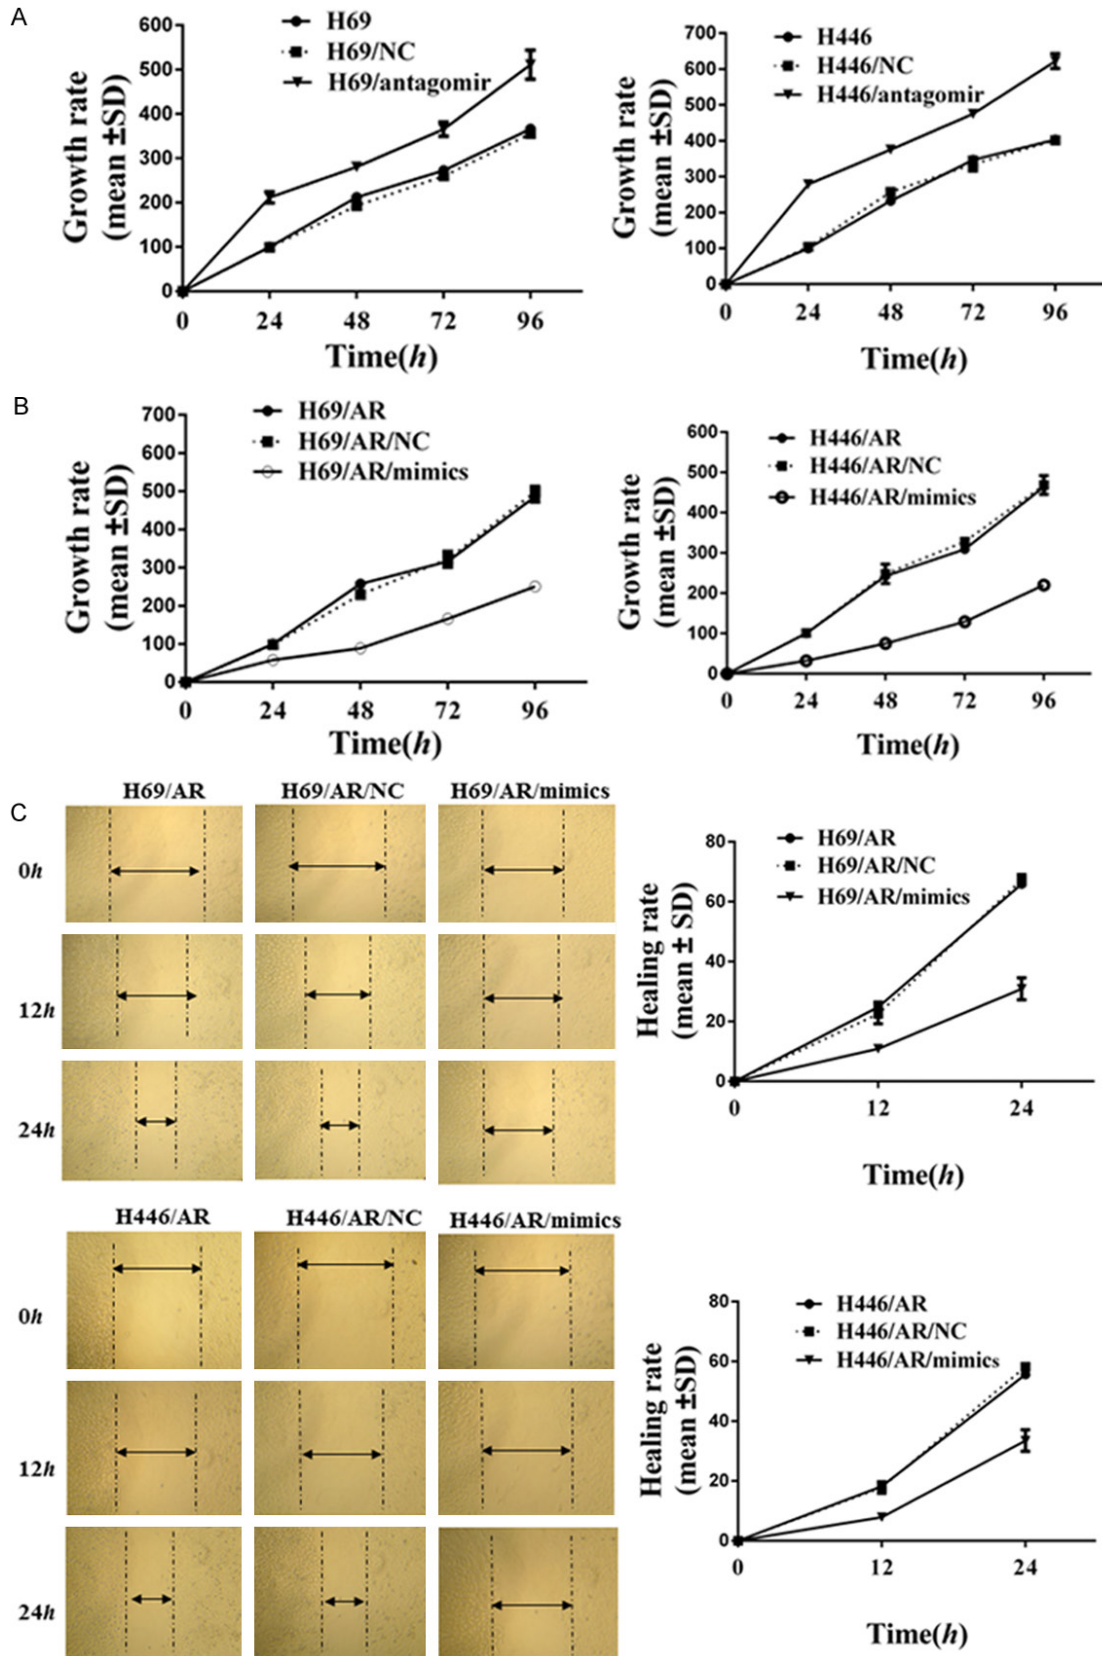 A
600
500
400
300
200
100
0
Growth rate
(mean ±SD)
H69
H69/NC
H69/antagomir
0 24 48 72 96
Time(h)
700
600
500
400
300
200
100
0
Growth rate
(mean ±SD)
H446
H446/NC
H446/antagomir
0 24 48 72 96
Time(h)
B
700
600
500
400
300
200
100
0
Growth rate
(mean ±SD)
H69/AR
H69/AR/NC
H69/AR/mimics
0 24 48 72 96
Time(h)
600
500
400
300
200
100
0
Growth rate
(mean ±SD)
H446/AR
H446/AR/NC
H446/AR/mimics
0 24 48 72 96
Time(h)
C
H69/AR H69/AR/NC H69/AR/mimics
0h
12h
24h
80
60
40
20
0
Healing rate
(mean ± SD)
H69/AR
H69/AR/NC
H69/AR/mimics
0 12 24
Time(h)
H446/AR H446/AR/NC H446/AR/mimics
0h
12h
24h
80
60
40
20
0
Healing rate
(mean ±SD)
H446/AR
H446/AR/NC
H446/AR/mimics
0 12 24
Time(h)